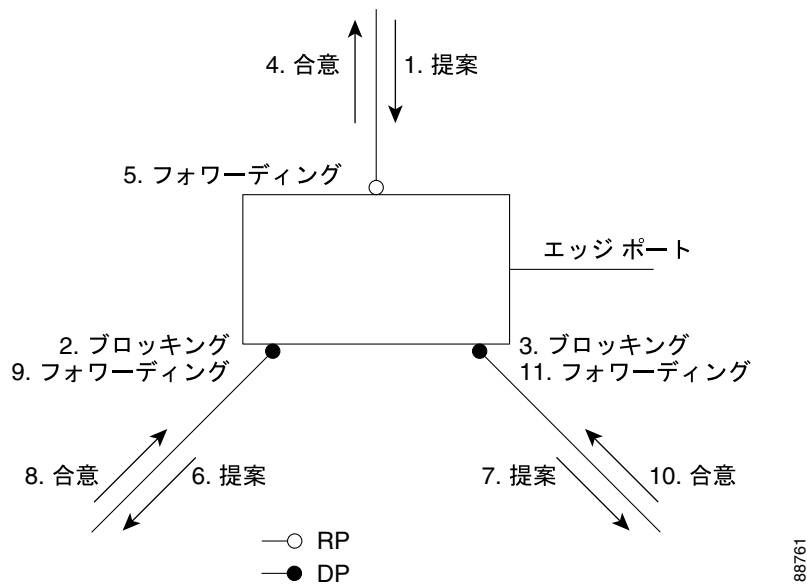 4. 合意
1. 提案
5. フォワーディング
エッジ ポート
2. ブロッキング
9. フォワーディング
3. ブロッキング
11. フォワーディング
8. 合意
6. 提案
7. 提案
10. 合意
RP
DP
88761